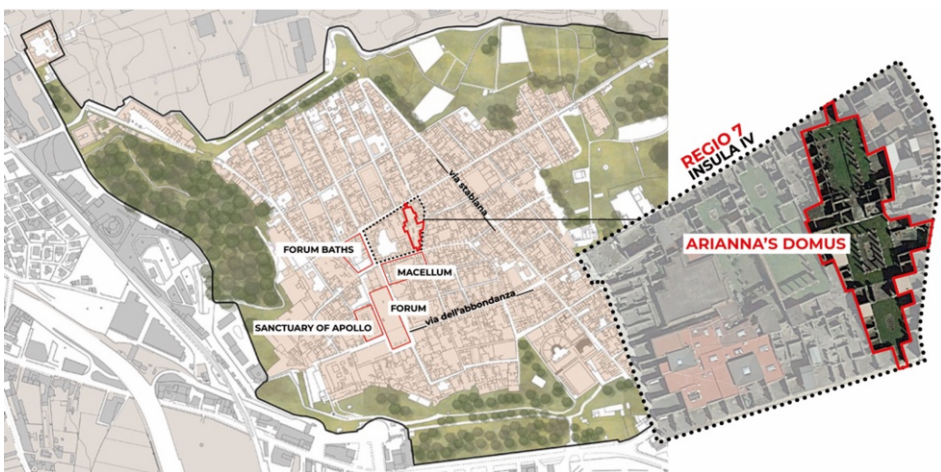 via stabiana
FORUM BATHS
MACELLUM
FORUM
via dell'abbondanza
SANCTUARY OF APOLLO
REGIO 7
INSULA IV
ARIANNA'S DOMUS